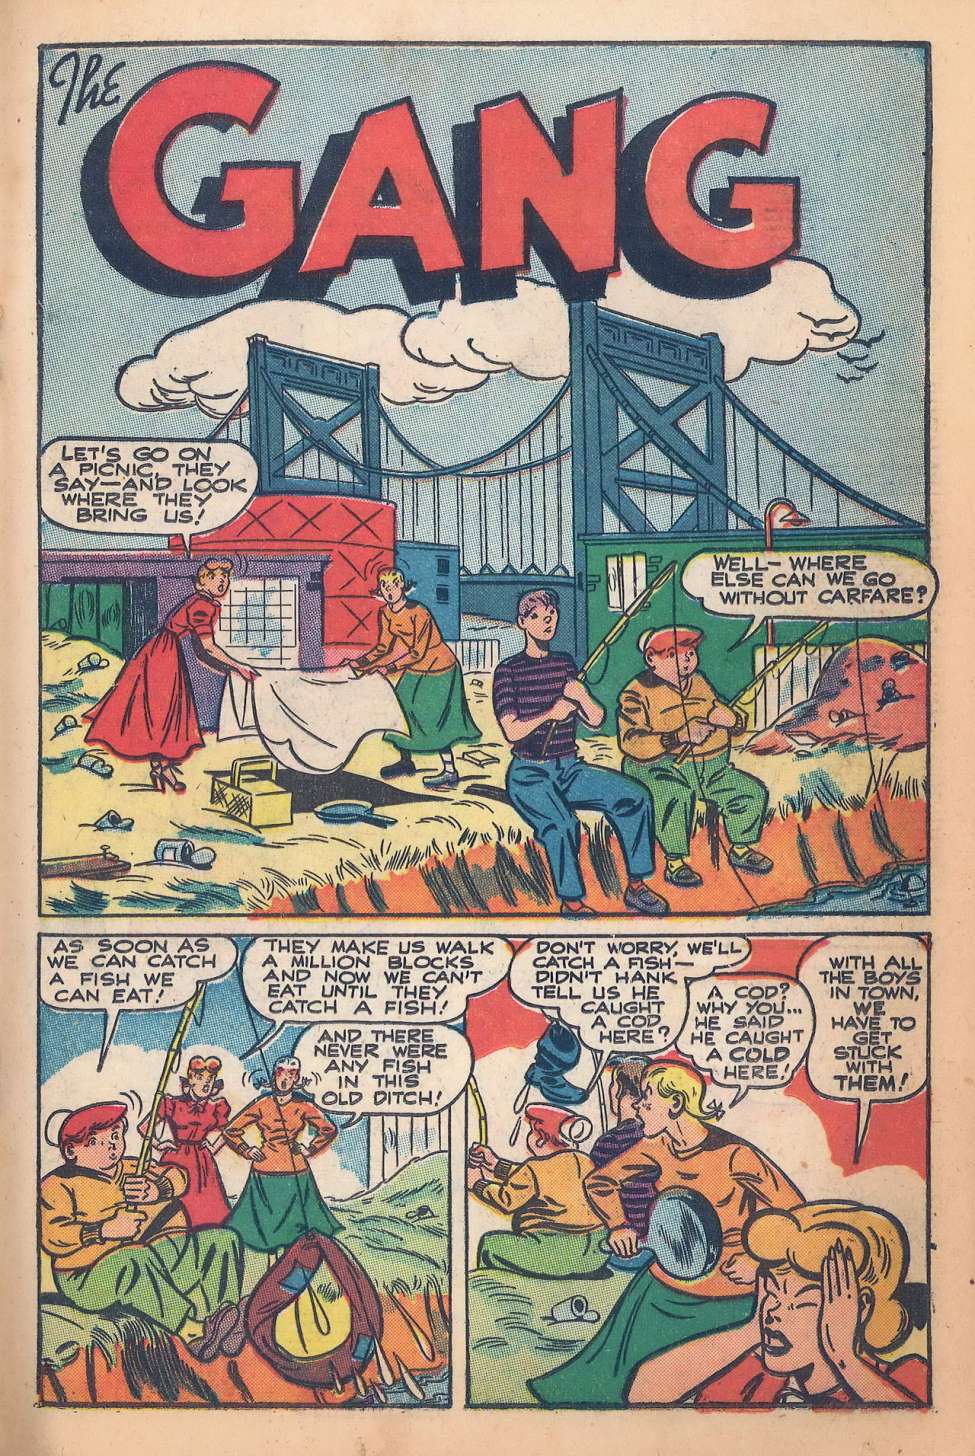 The
GANG
LET'S GO ON
A PICNIC, THEY
SAY—AND LOOK
WHERE THEY
BRING US!
WELL— WHERE
ELSE CAN WE GO
WITHOUT CARFARE?
AS SOON AS
WE CAN CATCH
A FISH WE
CAN EAT!
THEY MAKE US WALK
A MILLION BLOCKS
AND NOW WE CAN'T
EAT UNTIL THEY
CATCH A FISH!
AND THERE
NEVER WERE
ANY FISH
IN THIS
OLD DITCH!
DON'T WORRY, WE'LL
CATCH A FISH—
DIDN'T HANK
TELL US HE
CAUGHT
A COD
HERE?
A COD?
WHY YOU...
HE SAID
HE CAUGHT
A COLD
HERE!
WITH ALL
THE BOYS
IN TOWN,
WE
HAVE TO
GET
STUCK
WITH
THEM!